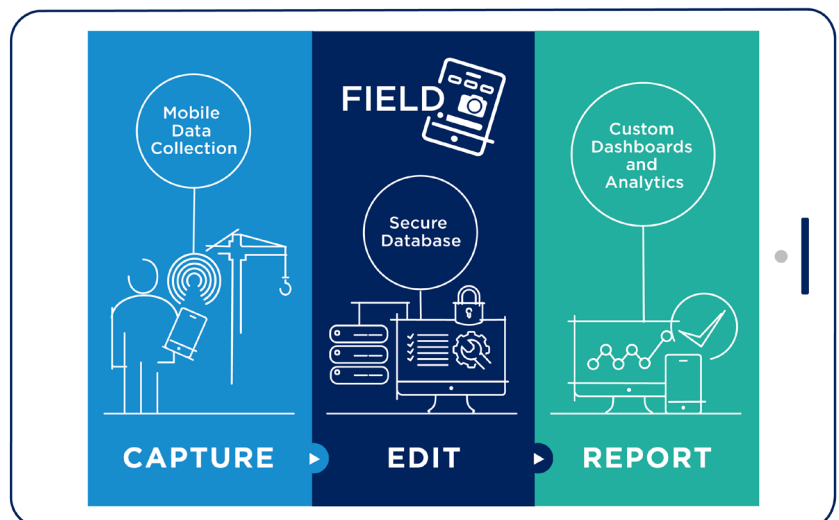 Mobile
Data
Collection
CAPTURE
FIELD.
Secure
Database
EDIT
Custom
Dashboards
and
Analytics
REPORT